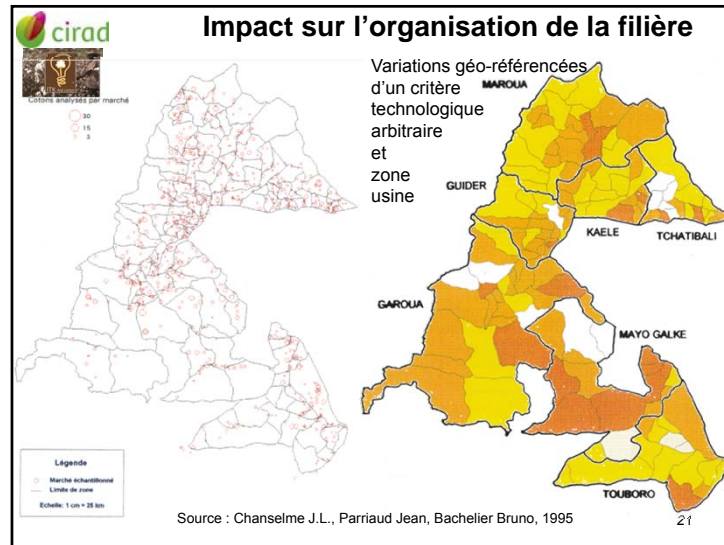 cirad
Impact sur l'organisation de la filière
Cotons analysés par marché
30
15
3
Variations géo-référencées
d'un critère
technologique
arbitraire
et
zone
usine
MAROUA
GUIDER
KAELE
TCHATIBALI
GAROUA
MAYO GALKE
TOUBORO
Légende
Marché échantillonné
Limite de zone
Echelle: 1 cm = 25 km
Source : Chanselme J.L., Parriaud Jean, Bachelier Bruno, 1995
21